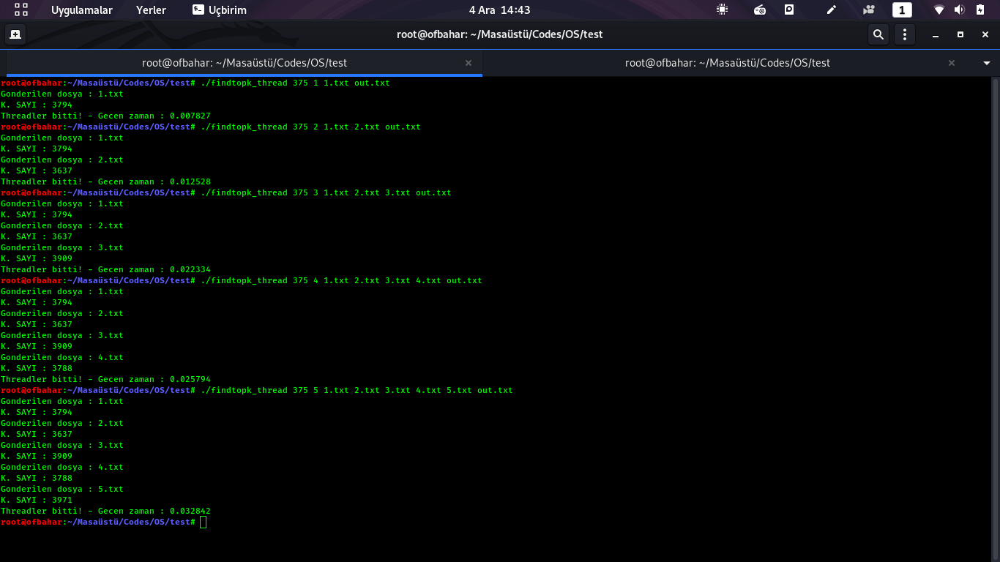 Uygulamalar Yerler Uçbirim 4 Ara 14:43 1
root@ofbahar: ~/Masaüstü/Codes/OS/test
root@ofbahar: ~/Masaüstü/Codes/OS/test root@ofbahar: ~/Masaüstü/Codes/OS/test
root@ofbahar:~/Masaüstü/Codes/OS/test# ./findtopk_thread 375 1 1.txt out.txt
Gonderilen dosya : 1.txt
K. SAYI : 3794
Threadler bitti! - Gecen zaman : 0.007827
root@ofbahar:~/Masaüstü/Codes/OS/test# ./findtopk_thread 375 2 1.txt 2.txt out.txt
Gonderilen dosya : 1.txt
K. SAYI : 3794
Gonderilen dosya : 2.txt
K. SAYI : 3637
Threadler bitti! - Gecen zaman : 0.012528
root@ofbahar:~/Masaüstü/Codes/OS/test# ./findtopk_thread 375 3 1.txt 2.txt 3.txt out.txt
Gonderilen dosya : 1.txt
K. SAYI : 3794
Gonderilen dosya : 2.txt
K. SAYI : 3637
Gonderilen dosya : 3.txt
K. SAYI : 3909
Threadler bitti! - Gecen zaman : 0.022334
root@ofbahar:~/Masaüstü/Codes/OS/test# ./findtopk_thread 375 4 1.txt 2.txt 3.txt 4.txt out.txt
Gonderilen dosya : 1.txt
K. SAYI : 3794
Gonderilen dosya : 2.txt
K. SAYI : 3637
Gonderilen dosya : 3.txt
K. SAYI : 3909
Gonderilen dosya : 4.txt
K. SAYI : 3788
Threadler bitti! - Gecen zaman : 0.025794
root@ofbahar:~/Masaüstü/Codes/OS/test# ./findtopk_thread 375 5 1.txt 2.txt 3.txt 4.txt 5.txt out.txt
Gonderilen dosya : 1.txt
K. SAYI : 3794
Gonderilen dosya : 2.txt
K. SAYI : 3637
Gonderilen dosya : 3.txt
K. SAYI : 3909
Gonderilen dosya : 4.txt
K. SAYI : 3788
Gonderilen dosya : 5.txt
K. SAYI : 3971
Threadler bitti! - Gecen zaman : 0.032842
root@ofbahar:~/Masaüstü/Codes/OS/test#